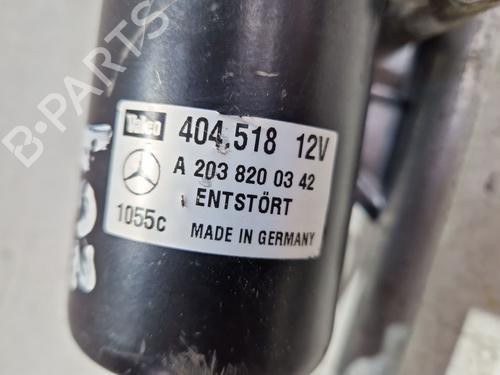 Valeo 404.518 12V
A 203 820 03 42
ENTSTÖRT
1055c MADE IN GERMANY
B-PARTS